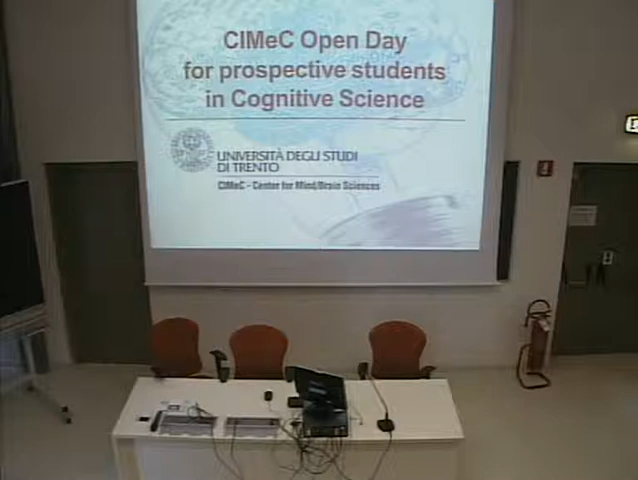 CIMeC Open Day
for prospective students
in Cognitive Science
UNIVERSITÀ DEGLI STUDI
DI TRENTO
CIMeC - Center for Mind/Brain Sciences